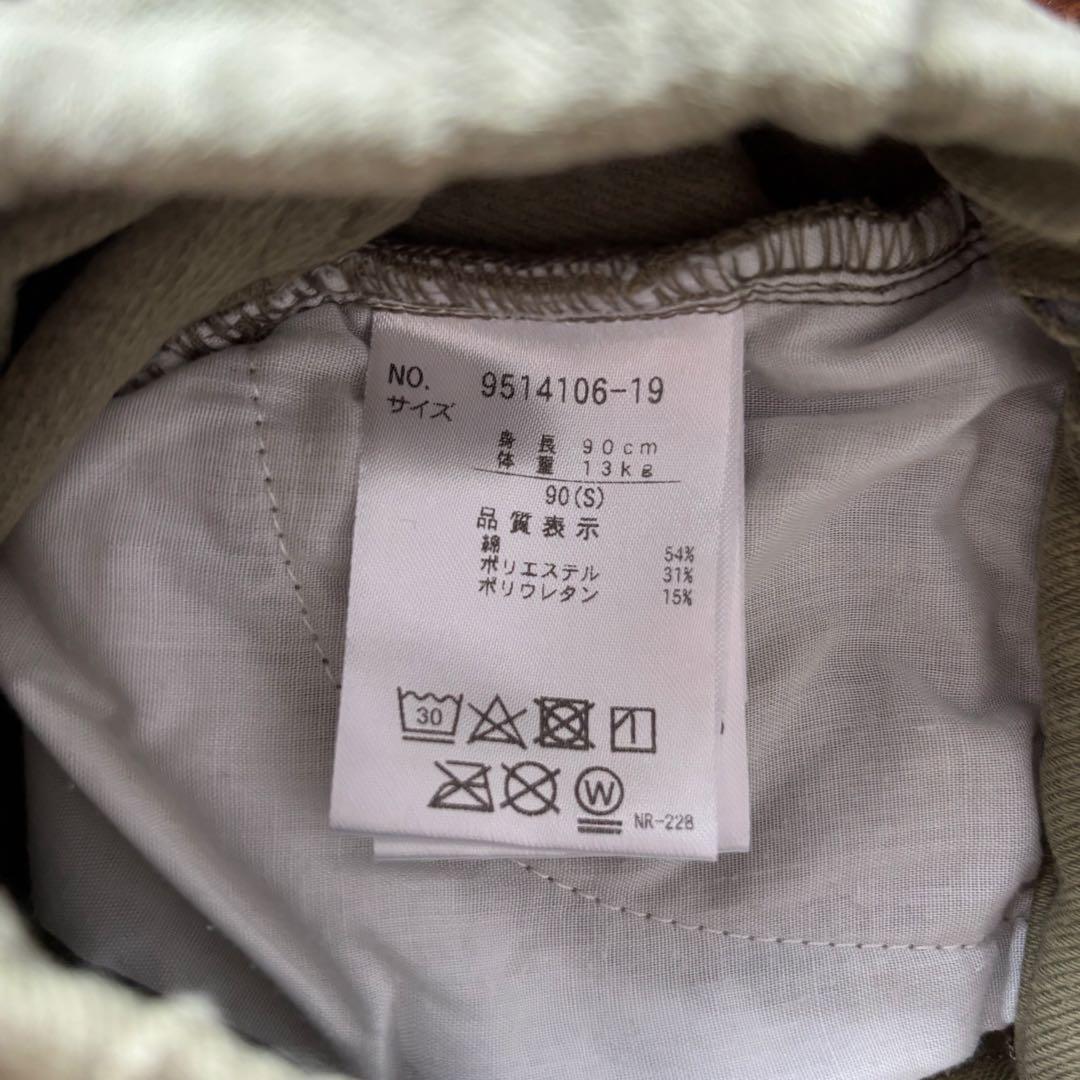 NO. 9514106-19
サイズ
身長 90cm
体重 13kg
90(S)
品質表示
綿 54%
ポリエステル 31%
ポリウレタン 15%
30
W
NR-228